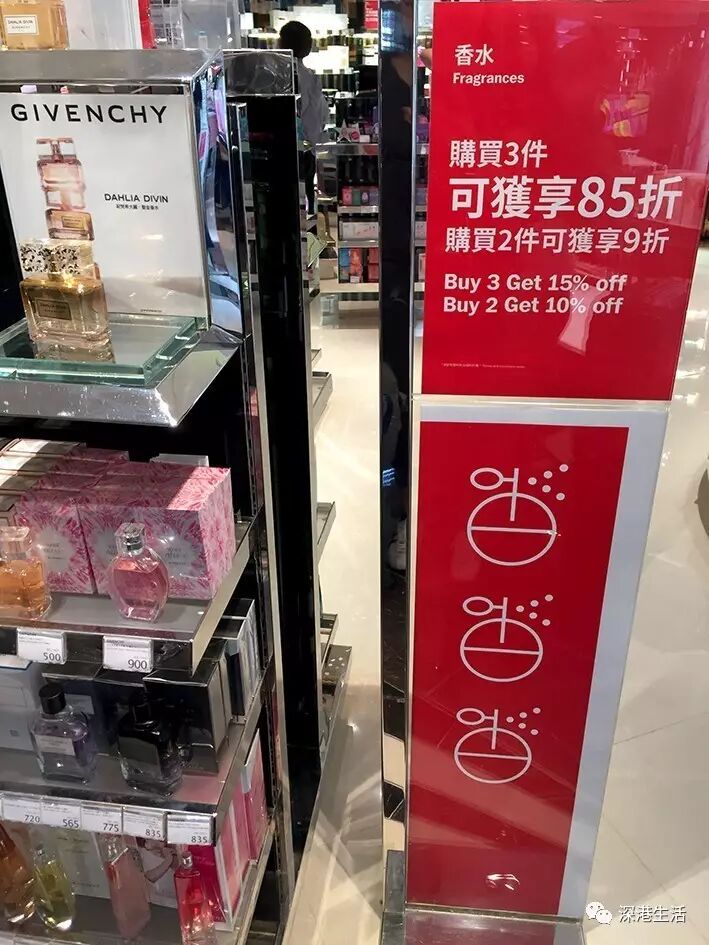 香水
Fragrances
購買3件
可獲享85折
購買2件可獲享9折
Buy 3 Get 15% off
Buy 2 Get 10% off
GIVENCHY
DAHLIA DIVIN
500
900
720
565
775
835
835
深港生活